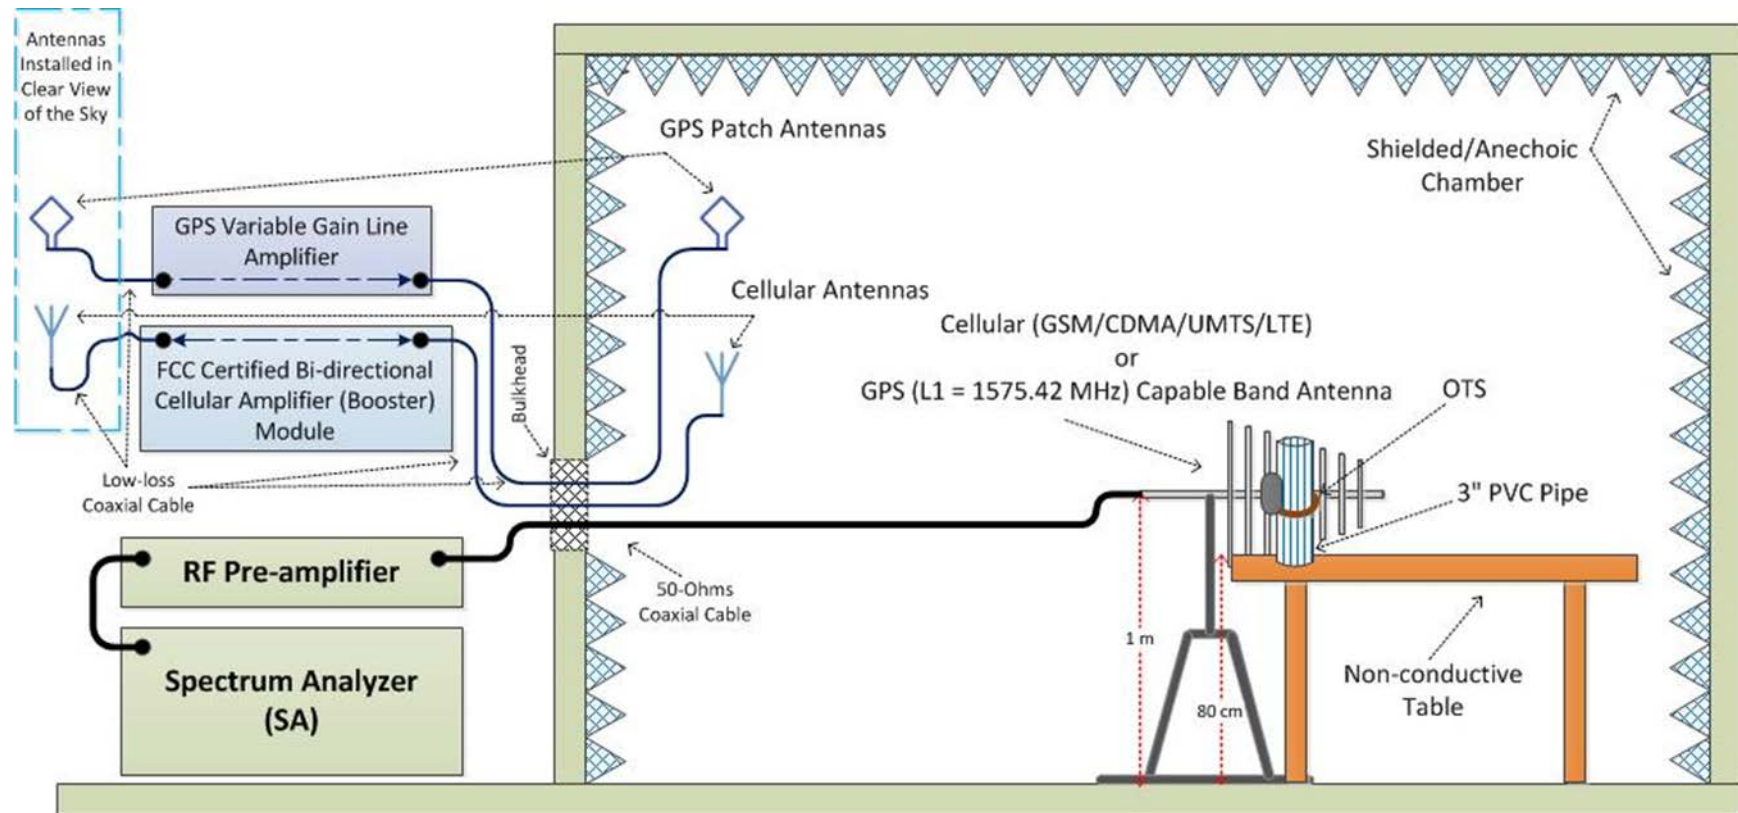 Antennas
Installed in
Clear View
of the Sky
GPS Patch Antennas
Shielded/Anechoic
Chamber
GPS Variable Gain Line
Amplifier
Cellular Antennas
Cellular (GSM/CDMA/UMTS/LTE)
or
GPS (L1 = 1575.42 MHz) Capable Band Antenna
OTS
FCC Certified Bi-directional
Cellular Amplifier (Booster)
Module
Bulkhead
Low-loss
Coaxial Cable
3" PVC Pipe
RF Pre-amplifier
50-Ohms
Coaxial Cable
1 m
80 cm
Non-conductive
Table
Spectrum Analyzer
(SA)